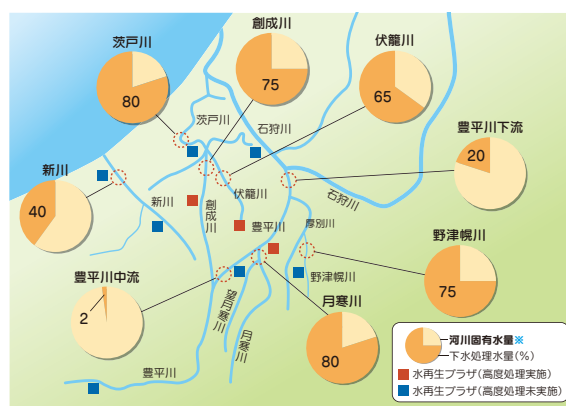 創成川
75
茨戸川
80
伏籠川
65
豊平川下流
20
茨戸川
石狩川
新川
40
新川
創成川
伏籠川
石狩川
豊平川
厚別川
野津幌川
75
豊平川中流
2
望月寒川
月寒川
野津幌川
月寒川
80
豊平川
河川固有水量※
下水処理水量(%)
水再生プラザ(高度処理実施)
水再生プラザ(高度処理未実施)